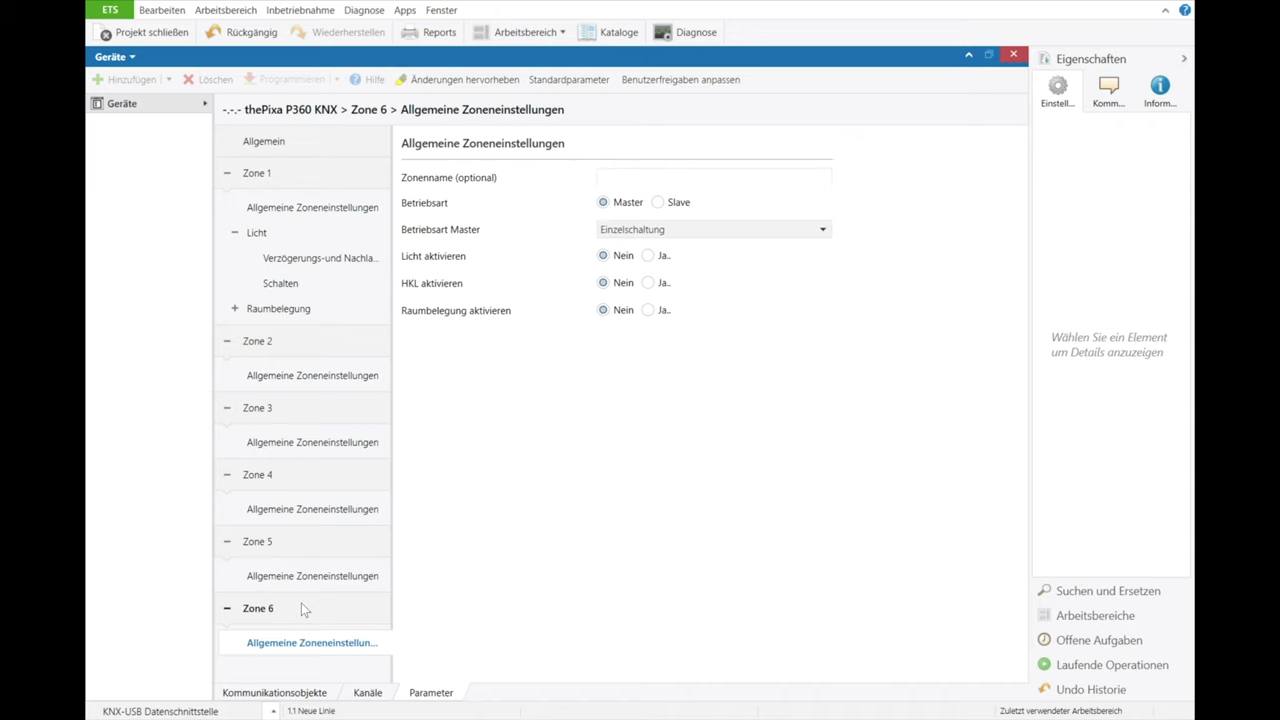 ETS Bearbeiten Arbeitsbereich Inbetriebnahme Diagnose Apps Fenster
Projekt schließen Rückgängig Wiederherstellen Reports Arbeitsbereich Kataloge Diagnose
Geräte
Hinzufügen Löschen Programmieren Hilfe Änderungen hervorheben Standardparameter Benutzerfreigaben anpassen
Geräte
-.-.- thePixa P360 KNX > Zone 6 > Allgemeine Zoneneinstellungen
Allgemein
Zone 1
Allgemeine Zoneneinstellungen
Licht
Verzögerungs-und Nachla...
Schalten
Raumbelegung
Zone 2
Allgemeine Zoneneinstellungen
Zone 3
Allgemeine Zoneneinstellungen
Zone 4
Allgemeine Zoneneinstellungen
Zone 5
Allgemeine Zoneneinstellungen
Zone 6
Allgemeine Zoneneinstellun...
Allgemeine Zoneneinstellungen
Zonenname (optional)
Betriebsart Master Slave
Betriebsart Master Einzelschaltung
Licht aktivieren Nein Ja..
HKL aktivieren Nein Ja..
Raumbelegung aktivieren Nein Ja..
Kommunikationsobjekte Kanäle Parameter
Eigenschaften
Einstell... Komm... Inform...
Wählen Sie ein Element
um Details anzuzeigen
Suchen und Ersetzen
Arbeitsbereiche
Offene Aufgaben
Laufende Operationen
Undo Historie
KNX-USB Datenschnittstelle 1.1 Neue Linie Zuletzt verwendeter Arbeitsbereich